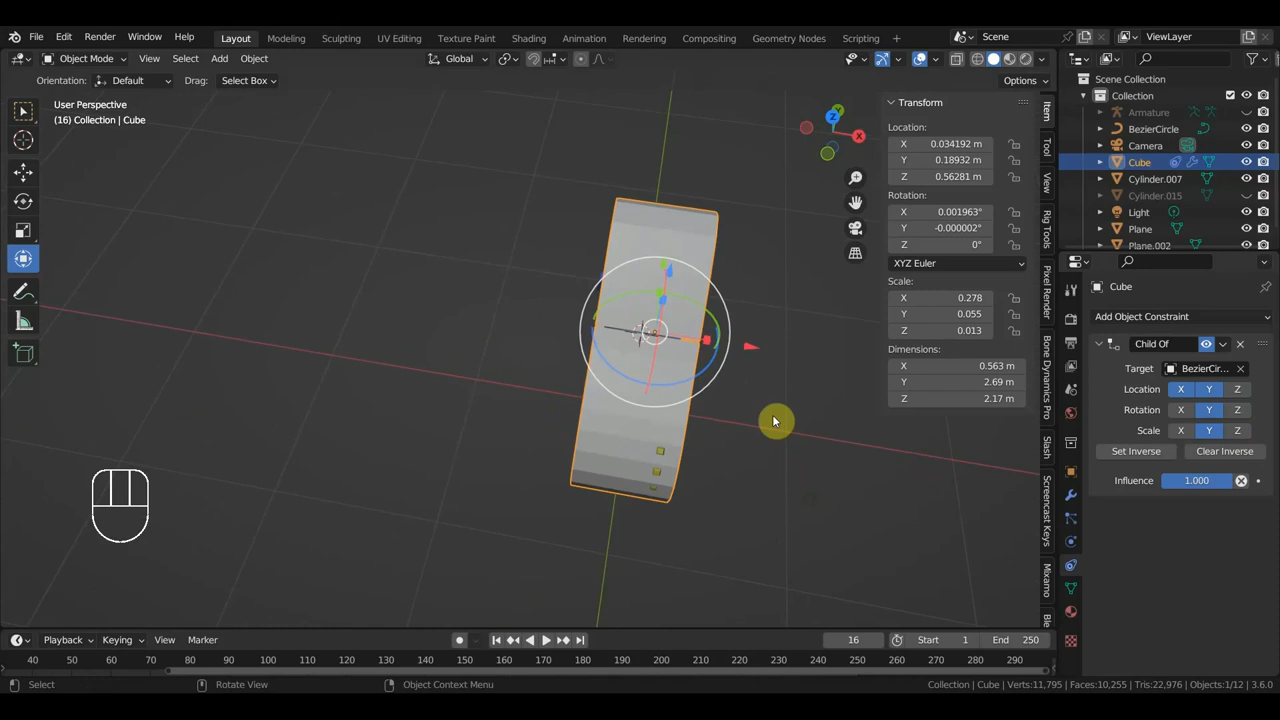 File Edit Render Window Help Layout Modeling Sculpting UV Editing Texture Paint Shading Animation Rendering Compositing Geometry Nodes Scripting + Scene ViewLayer
Object Mode View Select Add Object Global
Orientation: Default Drag: Select Box Options
User Perspective
(16) Collection | Cube
Z
Y
X
Transform
Location:
X 0.034192 m
Y 0.18932 m
Z 0.56281 m
Rotation:
X 0.001963°
Y -0.000002°
Z 0°
XYZ Euler
Scale:
X 0.278
Y 0.055
Z 0.013
Dimensions:
X 0.563 m
Y 2.69 m
Z 2.17 m
Item
Tool
View
Rig Tools
Pixel Render
Bone Dynamics Pro
Slash
Screencast Keys
Mixamo
Ble
Scene Collection
Collection
Armature
BezierCircle
Camera
Cube
Cylinder.007
Cylinder.015
Light
Plane
Plane.002
Cube
Add Object Constraint
Child Of
Target BezierCir...
Location X Y Z
Rotation X Y Z
Scale X Y Z
Set Inverse Clear Inverse
Influence 1.000
Playback Keying View Marker 16 Start 1 End 250
40 50 60 70 80 90 100 110 120 130 140 150 160 170 180 190 200 210 220 230 240 250 260 270 280 290
Select Rotate View Object Context Menu Collection | Cube | Verts:11,795 | Faces:10,255 | Tris:22,976 | Objects:1/12 | 3.6.0